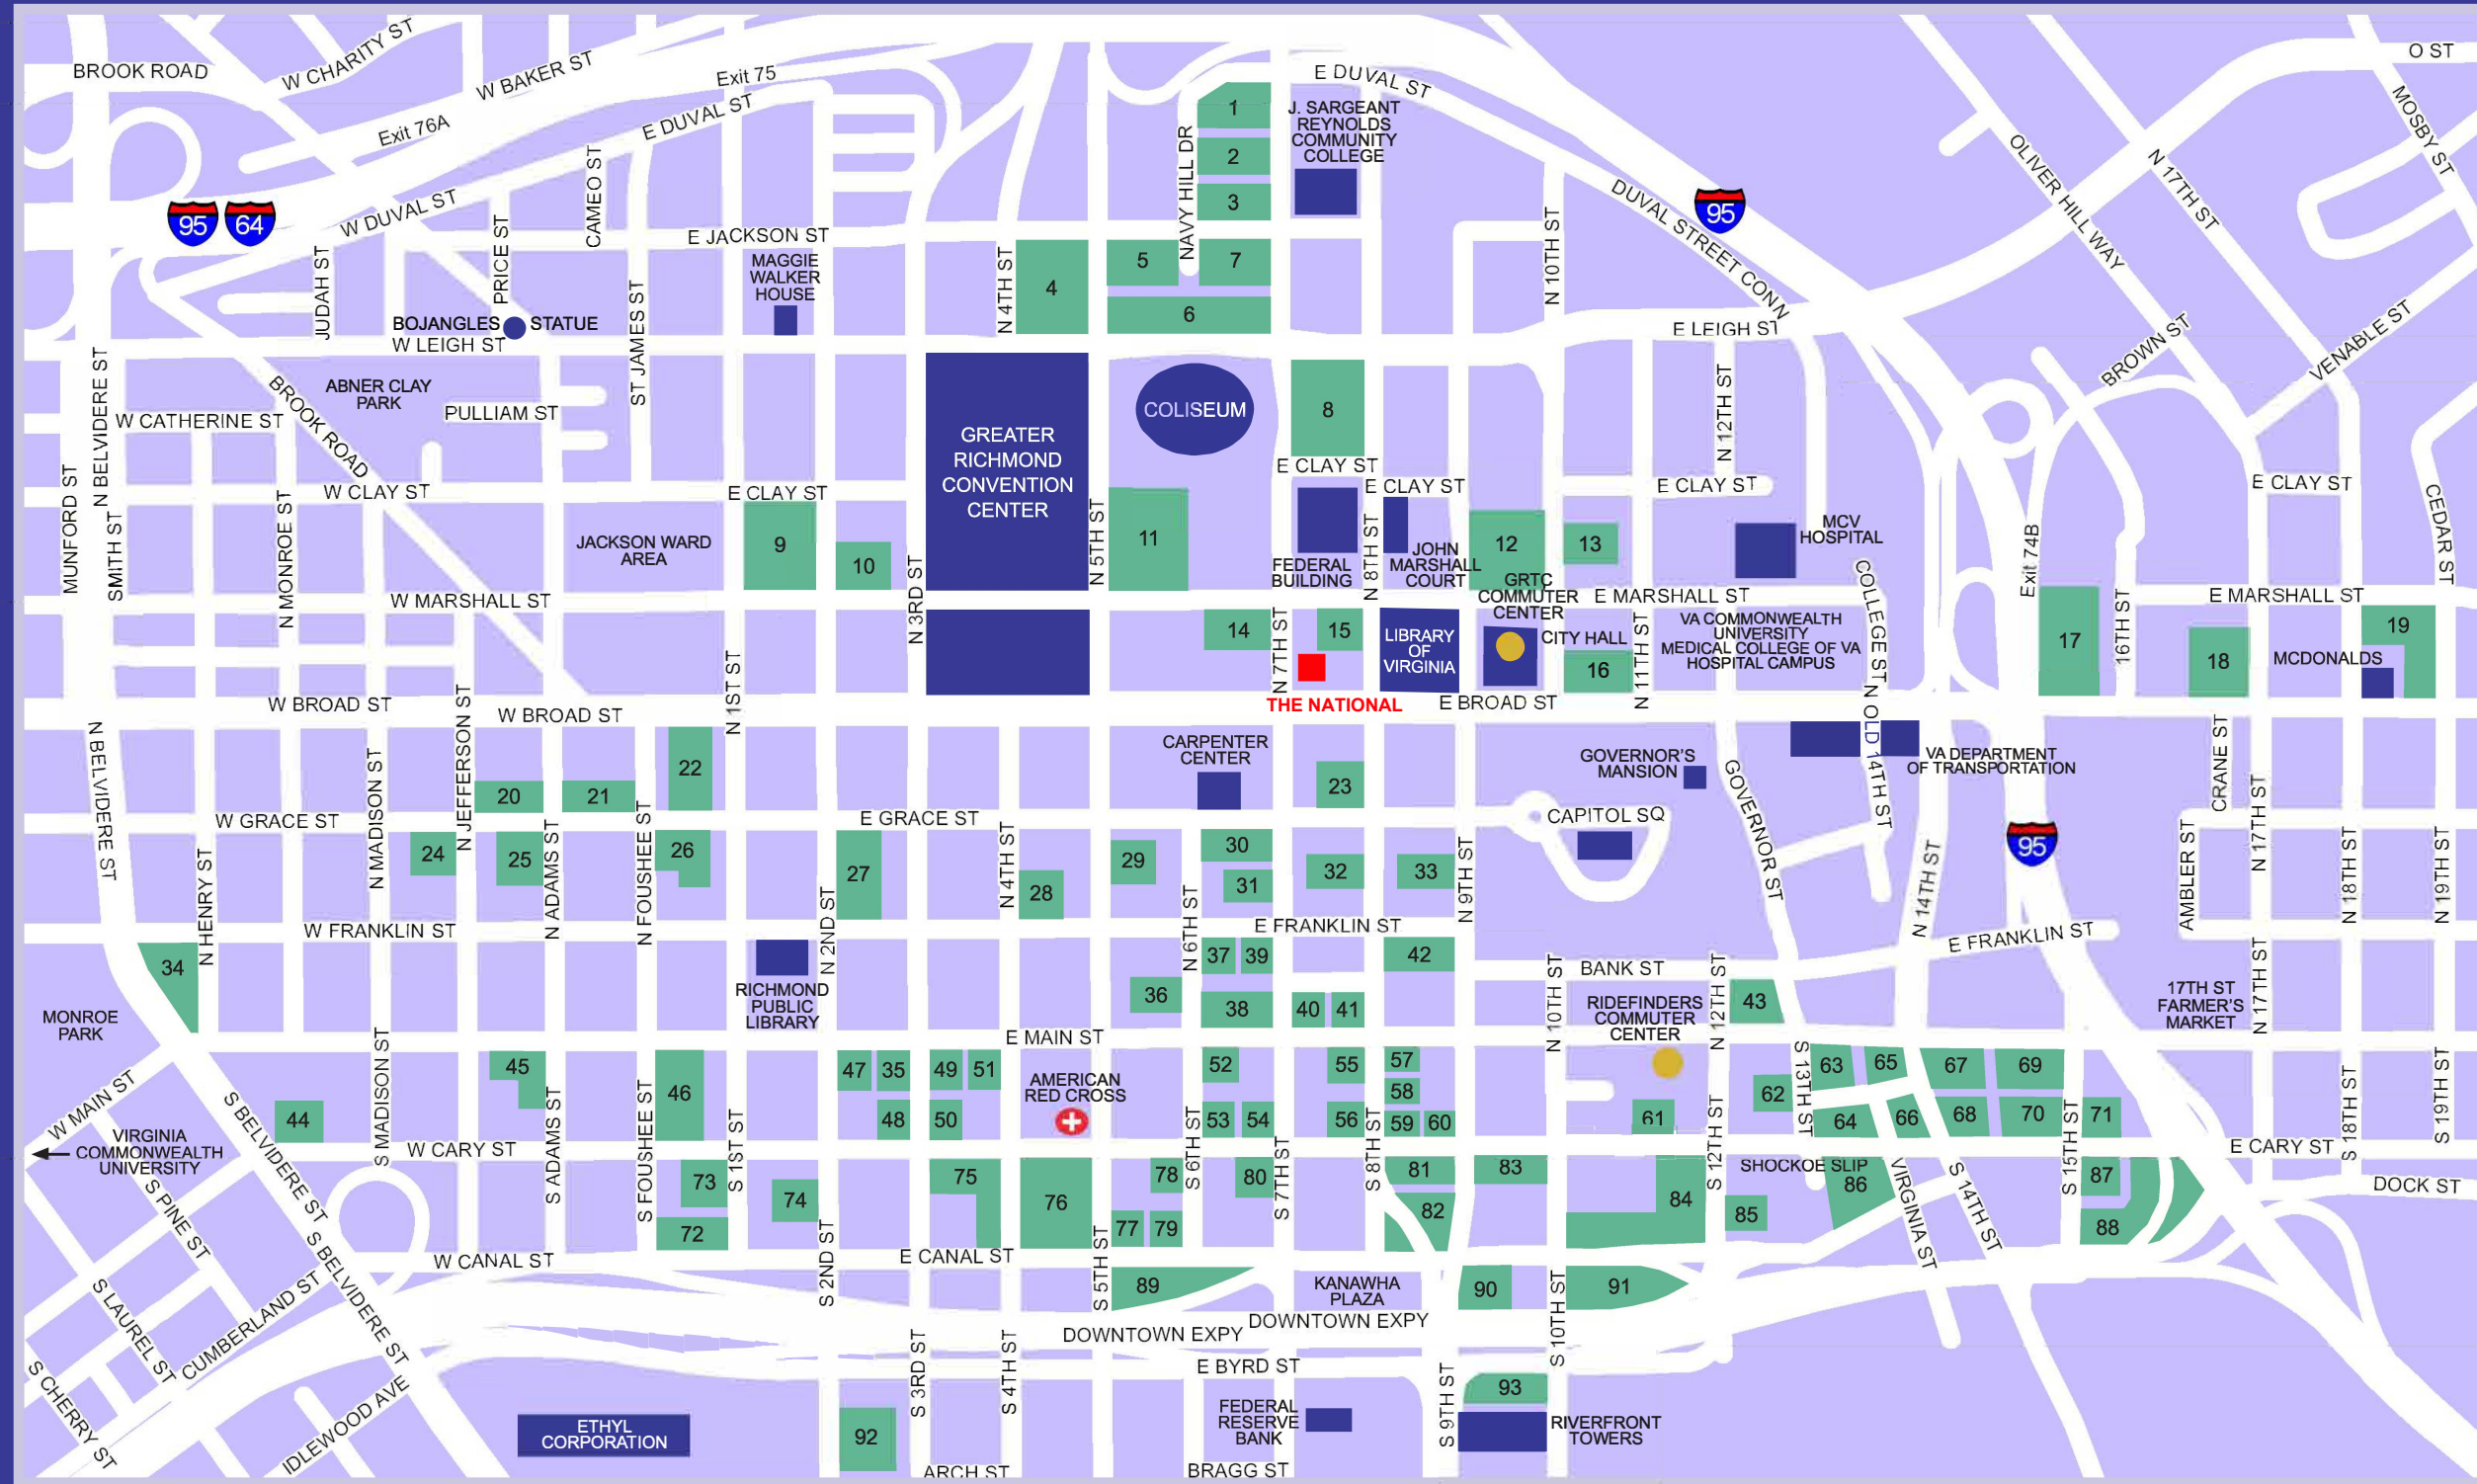 BROOK ROAD
W CHARITY ST
W BAKER ST
Exit 75
Exit 76A
E DUVAL ST
E DUVAL ST
O ST
MOSBY ST
1
J. SARGEANT
REYNOLDS
COMMUNITY
COLLEGE
2
3
NAVY HILL DR
CAMEO ST
PRICE ST
W DUVAL ST
95
64
JUDAH ST
E JACKSON ST
MAGGIE
WALKER
HOUSE
N 4TH ST
4
5
7
6
N 10TH ST
DUVAL STREET CONN
95
OLIVER HILL WAY
N 17TH ST
BOJANGLES
STATUE
W LEIGH ST
ST JAMES ST
E LEIGH ST
BROWN ST
VENABLE ST
N BELVIDERE ST
BROOK ROAD
ABNER CLAY
PARK
PULLIAM ST
W CATHERINE ST
GREATER
RICHMOND
CONVENTION
CENTER
COLISEUM
8
N 12TH ST
E CLAY ST
E CLAY ST
E CLAY ST
E CLAY ST
E CLAY ST
W CLAY ST
MUNFORD ST
SMITH ST
N MONROE ST
JACKSON WARD
AREA
9
10
N 3RD ST
N 5TH ST
11
FEDERAL
BUILDING
N 8TH ST
JOHN
MARSHALL
COURT
12
13
MCV
HOSPITAL
COLLEGE ST
Exit 74B
CEDAR ST
W MARSHALL ST
GRTC
COMMUTER
CENTER
E MARSHALL ST
E MARSHALL ST
14
N 7TH ST
15
LIBRARY
OF
VIRGINIA
CITY HALL
16
N 11TH ST
VA COMMONWEALTH
UNIVERSITY
MEDICAL COLLEGE OF VA
HOSPITAL CAMPUS
17
16TH ST
18
19
MCDONALDS
N 1ST ST
W BROAD ST
W BROAD ST
THE NATIONAL
E BROAD ST
N OLD 14TH ST
VA DEPARTMENT
OF TRANSPORTATION
N BELVIDERE ST
N JEFFERSON ST
N MADISON ST
20
21
22
CARPENTER
CENTER
23
GOVERNOR'S
MANSION
GOVERNOR ST
CRANE ST
N 17TH ST
W GRACE ST
E GRACE ST
CAPITOL SQ
95
24
25
N ADAMS ST
N FOUSHEE ST
26
27
N 4TH ST
28
29
30
31
32
33
N 9TH ST
N 14TH ST
AMBLER ST
N 18TH ST
N 19TH ST
N HENRY ST
W FRANKLIN ST
N 2ND ST
N 6TH ST
E FRANKLIN ST
E FRANKLIN ST
34
RICHMOND
PUBLIC
LIBRARY
36
37
39
38
40
41
42
BANK ST
N 10TH ST
RIDEFINDERS
COMMUTER
CENTER
N 12TH ST
43
17TH ST
FARMER'S
MARKET
N 17TH ST
MONROE
PARK
E MAIN ST
W MAIN ST
S MADISON ST
44
45
S ADAMS ST
S FOUSHEE ST
46
S 1ST ST
47
35
49
51
48
50
AMERICAN
RED CROSS
52
53
54
55
56
57
58
59
60
S 6TH ST
S 7TH ST
S 8TH ST
61
62
S 12TH ST
S 13TH ST
63
65
67
69
64
66
68
70
71
S 15TH ST
S 18TH ST
S 19TH ST
VIRGINIA
COMMONWEALTH
UNIVERSITY
S BELVIDERE ST
W CARY ST
E CARY ST
DOCK ST
S PINE ST
73
72
74
S 2ND ST
75
76
78
77
79
80
81
82
83
84
SHOCKOE SLIP
85
86
VIRGINIA ST
S 14TH ST
87
88
S BELVIDERE ST
W CANAL ST
E CANAL ST
S 5TH ST
89
KANAWHA
PLAZA
90
S 10TH ST
91
S LAUREL ST
CUMBERLAND ST
DOWNTOWN EXPY
DOWNTOWN EXPY
E BYRD ST
S CHERRY ST
IDLEWOOD AVE
ETHYL
CORPORATION
92
S 3RD ST
S 4TH ST
ARCH ST
FEDERAL
RESERVE
BANK
BRAGG ST
S 9TH ST
93
RIVERFRONT
TOWERS